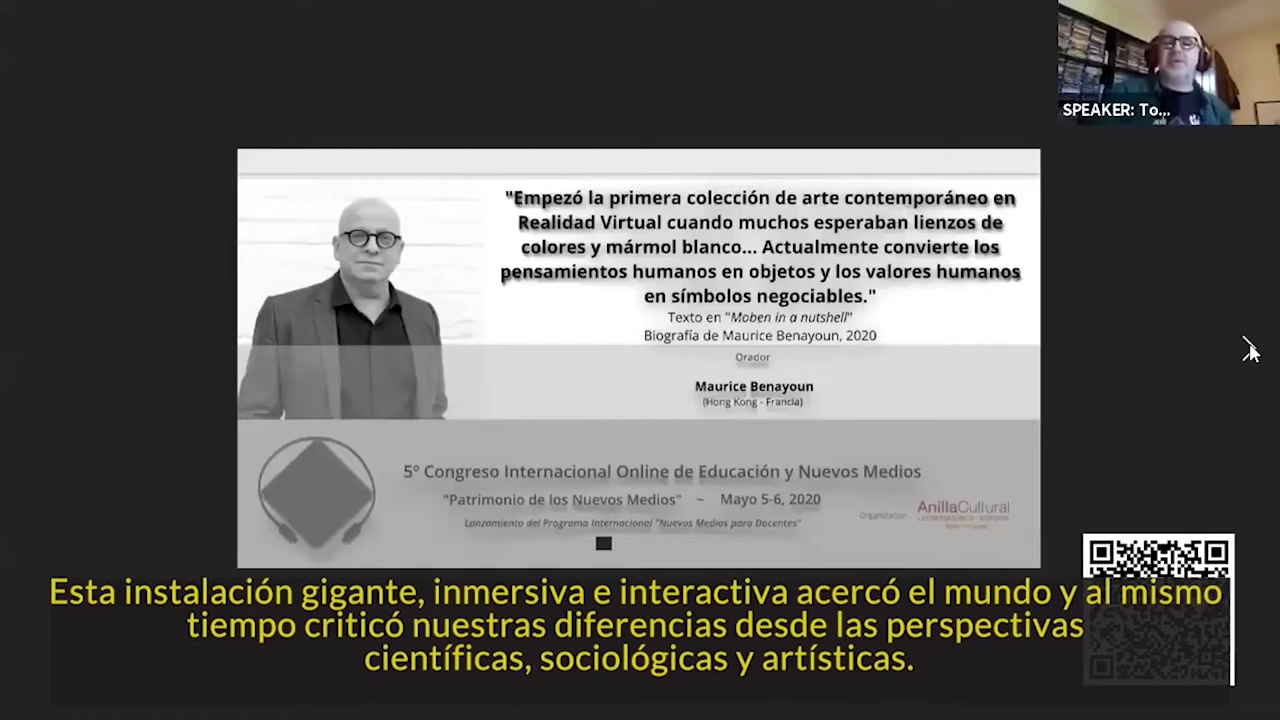 SPEAKER: To...
"Empezó la primera colección de arte contemporáneo en
Realidad Virtual cuando muchos esperaban lienzos de
colores y mármol blanco... Actualmente convierte los
pensamientos humanos en objetos y los valores humanos
en símbolos negociables."
Texto en "Moben in a nutshell"
Biografía de Maurice Benayoun, 2020
Orador
Maurice Benayoun
(Hong Kong - Francia)
5º Congreso Internacional Online de Educación y Nuevos Medios
"Patrimonio de los Nuevos Medios" ~ Mayo 5-6, 2020
Lanzamiento del Programa Internacional "Nuevos Medios para Docentes"
AnillaCultural
Esta instalación gigante, inmersiva e interactiva acercó el mundo y al mismo
tiempo criticó nuestras diferencias desde las perspectivas
científicas, sociológicas y artísticas.